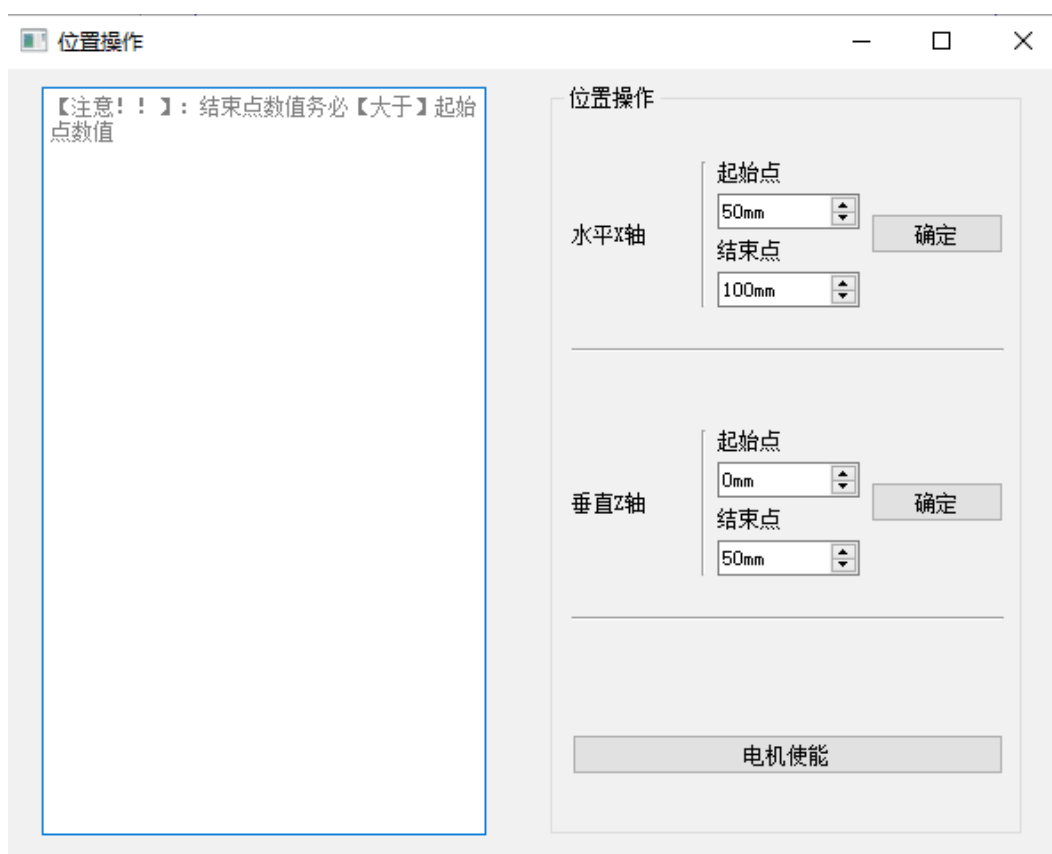 位置操作
【注意！！】：结束点数值务必【大于】起始
点数值
位置操作
水平X轴
起始点
50mm
结束点
100mm
确定
垂直Z轴
起始点
0mm
结束点
50mm
确定
电机使能